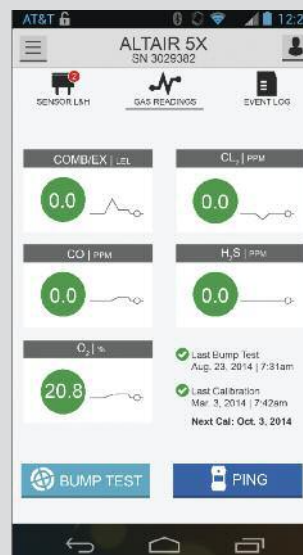 AT&T 12:2
ALTAIR 5X
SN 3029382
2
SENSOR L&H
GAS READINGS
EVENT LOG
COMB/EX | LEL
CL₂ | PPM
0.0
0.0
CO | PPM
H₂S | PPM
0.0
0.0
O₂ | %
20.8
Last Bump Test
Aug. 23, 2014 | 7:31am
Last Calibration
Mar. 3, 2014 | 7:42am
Next Cal: Oct. 3, 2014
BUMP TEST
PING